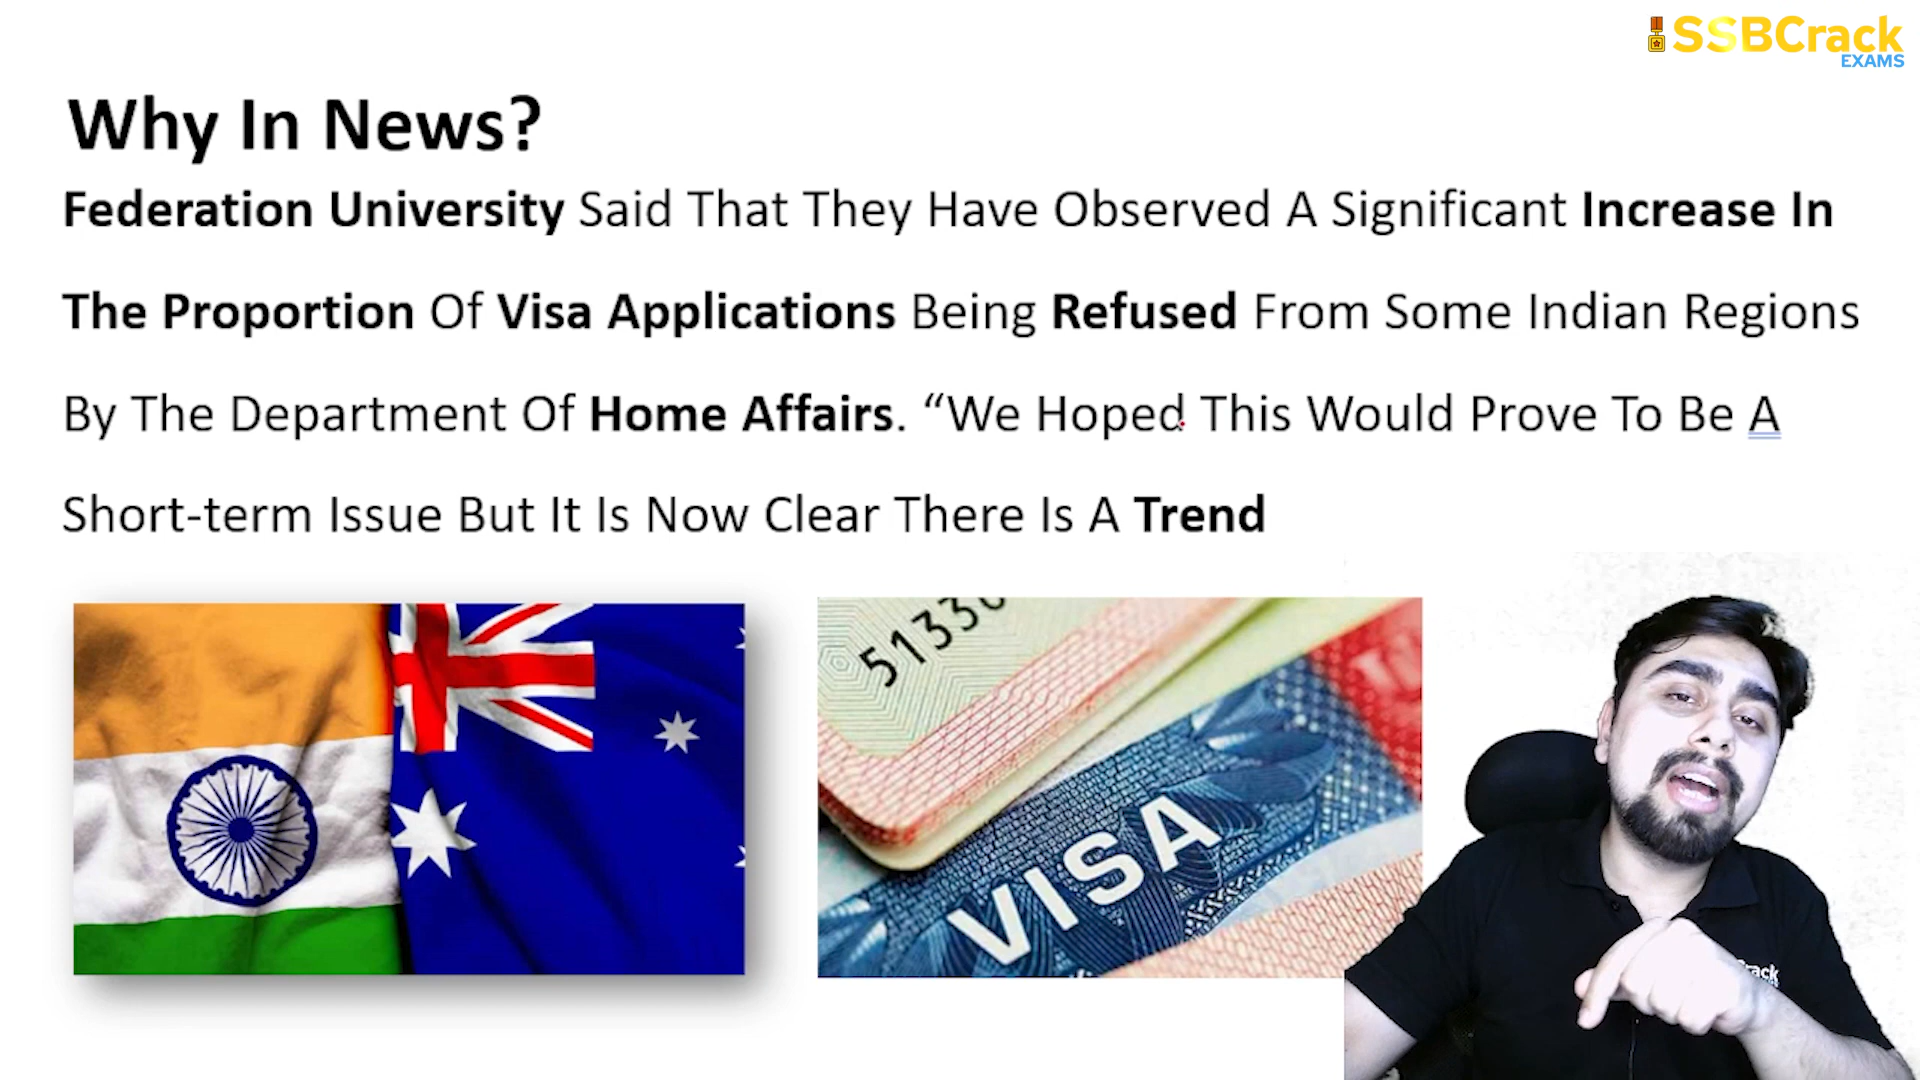 SSBCrack
EXAMS
Why In News?
Federation University Said That They Have Observed A Significant Increase In
The Proportion Of Visa Applications Being Refused From Some Indian Regions
By The Department Of Home Affairs. “We Hoped This Would Prove To Be A
Short-term Issue But It Is Now Clear There Is A Trend
VISA
rack